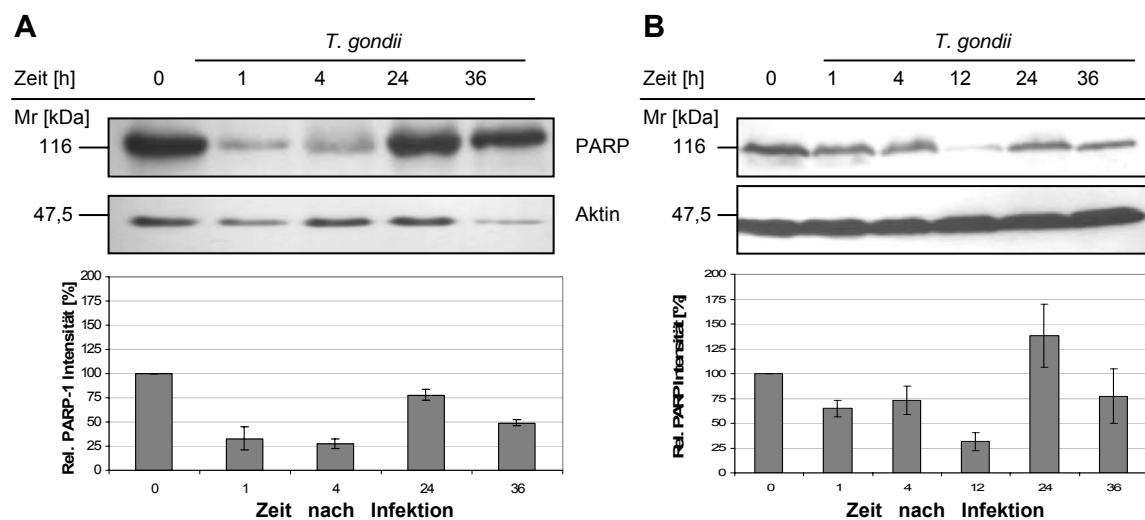 A
T. gondii
Zeit [h] 0 1 4 24 36
Mr [kDa]
116
PARP
47,5
Aktin
200
175
150
125
100
75
50
25
0
Rel. PARP-1 Intensität [%]
0 1 4 24 36
Zeit nach Infektion
B
T. gondii
Zeit [h] 0 1 4 12 24 36
Mr [kDa]
116
47,5
200
175
150
125
100
75
50
25
0
Rel. PARP Intensität [%]
0 1 4 12 24 36
Zeit nach Infektion